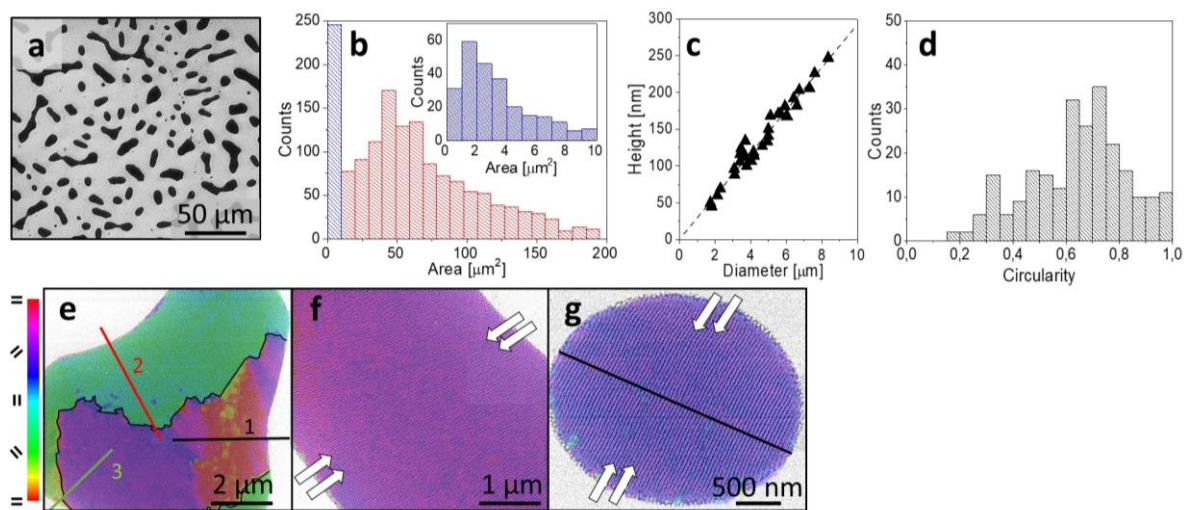 a
50 µm
b
250
200
150
100
50
0
Counts
50
100
150
200
Area [µm²]
60
40
20
0
Counts
0
2
4
6
8
10
Area [µm²]
c
300
250
200
150
100
50
0
Height [nm]
0
2
4
6
8
10
Diameter [µm]
d
50
40
30
20
10
0
Counts
0,0
0,2
0,4
0,6
0,8
1,0
Circularity
e
2
1
3
2 µm
f
1 µm
g
500 nm